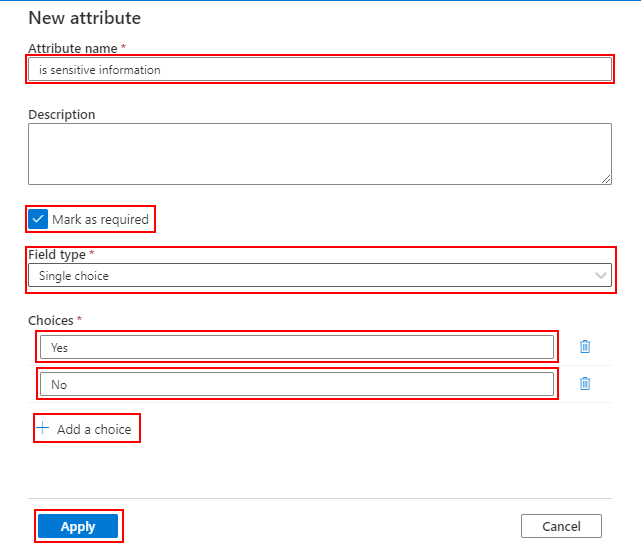 New attribute
Attribute name *
is sensitive information
Description
Mark as required
Field type *
Single choice
Choices *
Yes
No
+ Add a choice
Apply Cancel